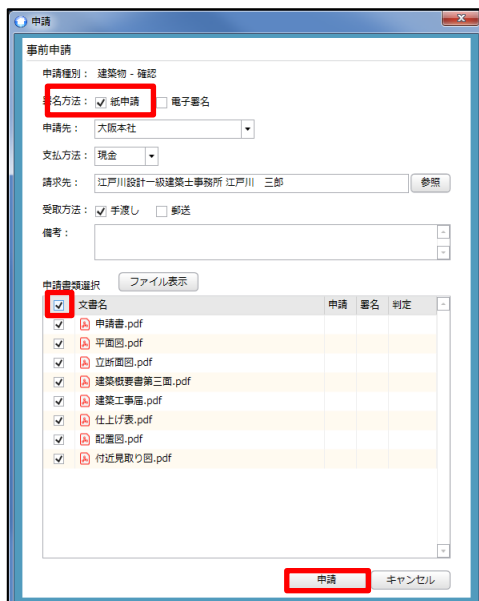 申請
事前申請
申請種別： 建築物 - 確認
署名方法： 紙申請 電子署名
申請先： 大阪本社
支払方法： 現金
請求先： 江戸川設計一級建築士事務所 江戸川　三郎 参照
受取方法： 手渡し 郵送
備考：
申請書類選択 ファイル表示
文書名 申請 署名 判定
申請書.pdf
平面図.pdf
立断面図.pdf
建築概要書第三面.pdf
建築工事届.pdf
仕上げ表.pdf
配置図.pdf
付近見取り図.pdf
申請 キャンセル